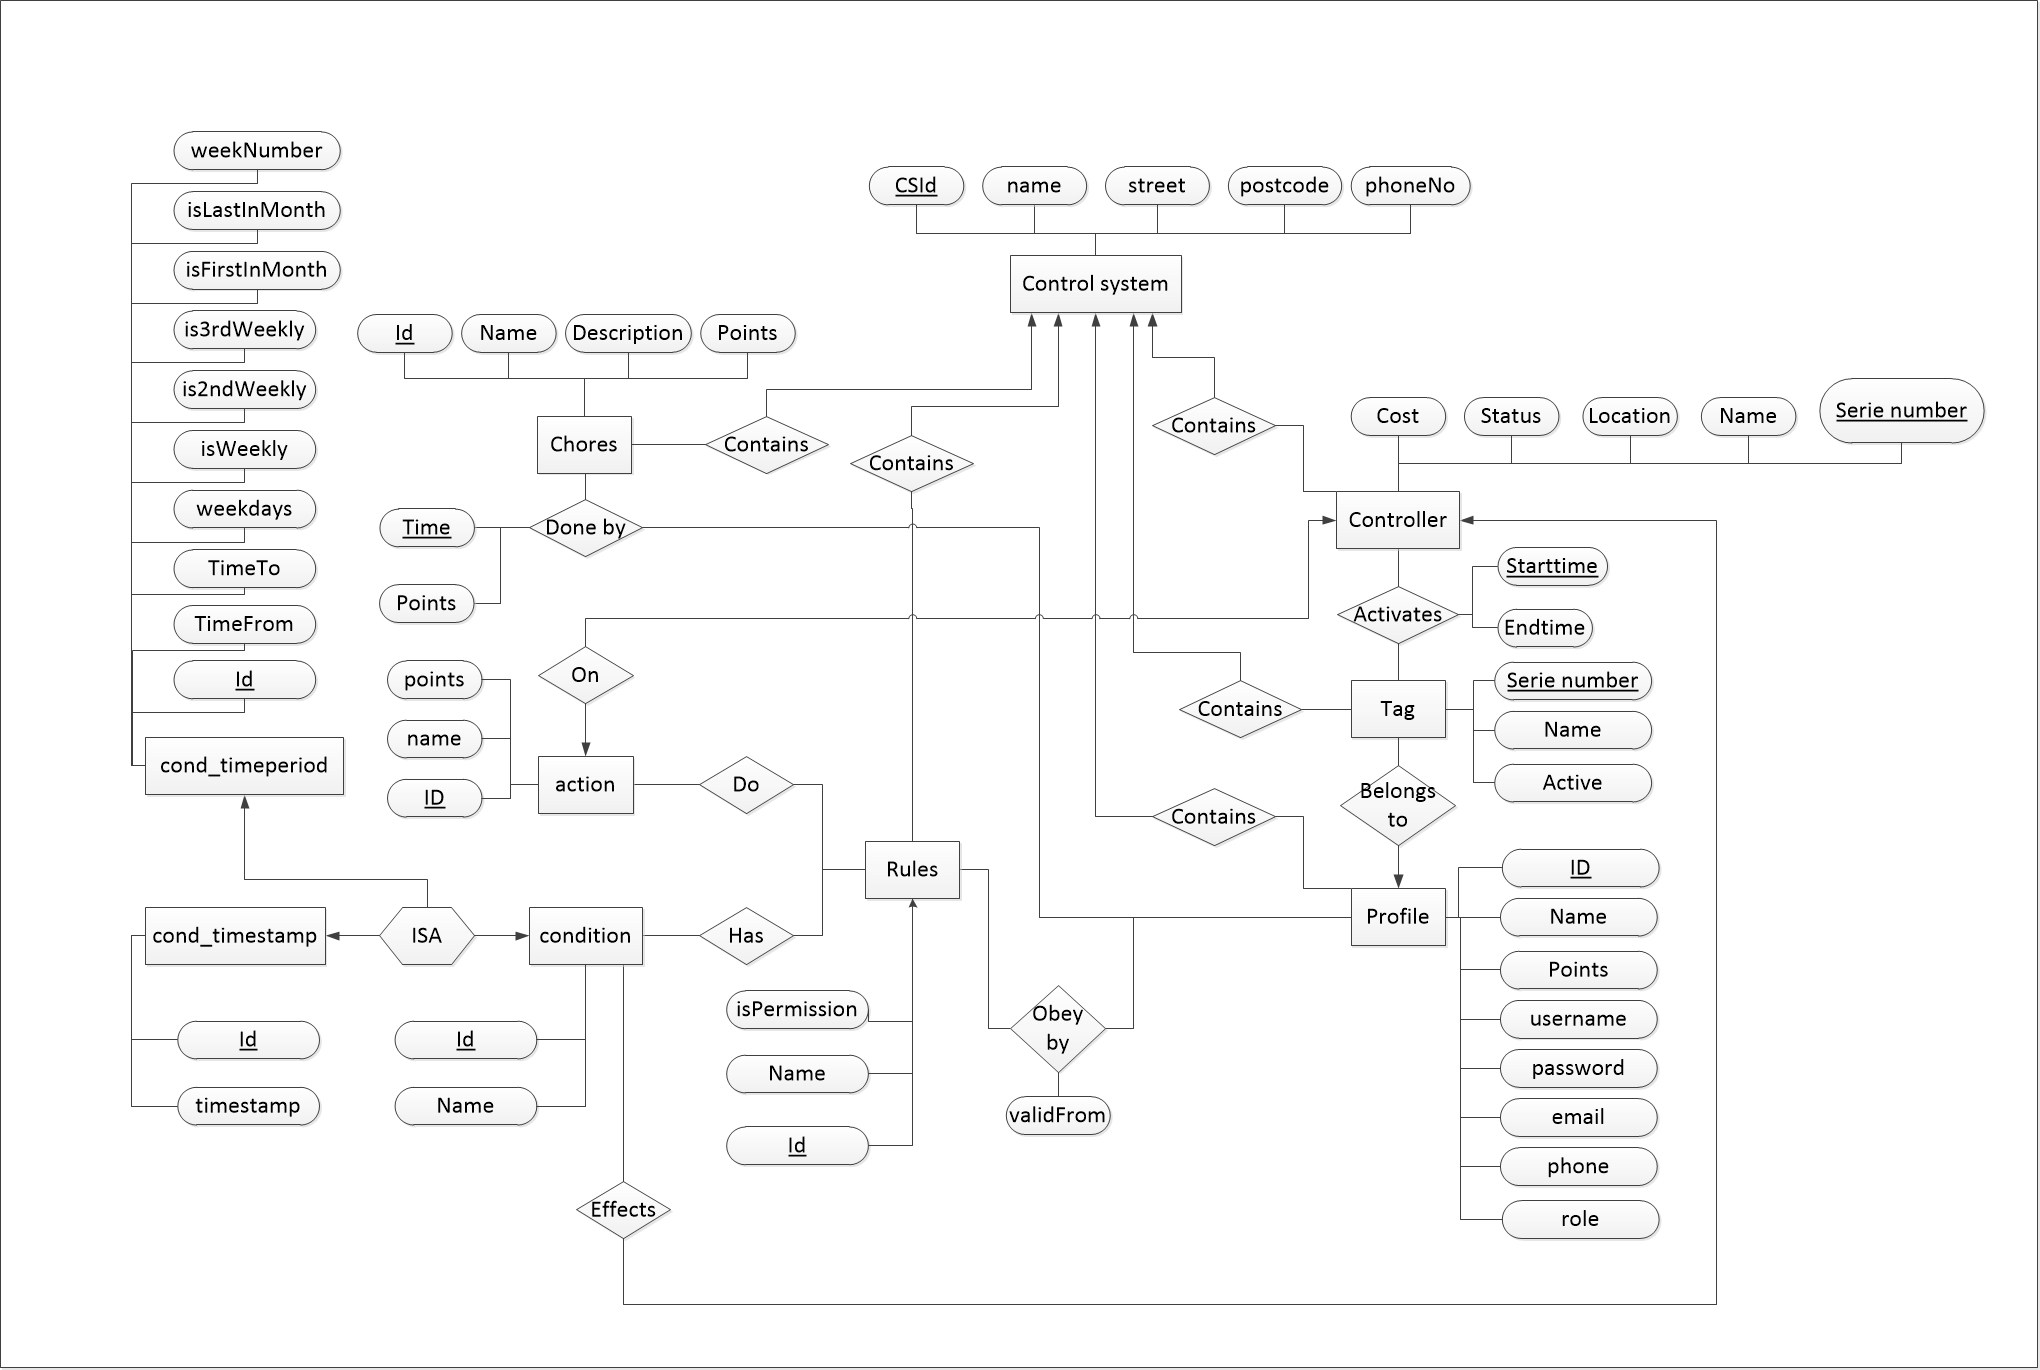 weekNumber
isLastInMonth
isFirstInMonth
is3rdWeekly
is2ndWeekly
isWeekly
weekdays
TimeTo
TimeFrom
Id
cond_timeperiod
CSId
name
street
postcode
phoneNo
Control system
Id
Name
Description
Points
Chores
Contains
Contains
Contains
Cost
Status
Location
Name
Serie number
Controller
Time
Done by
Points
Activates
Starttime
Endtime
On
points
name
ID
action
Do
Contains
Tag
Serie number
Name
Active
Contains
Belongs
to
Rules
Profile
ID
Name
Points
username
password
email
phone
role
cond_timestamp
ISA
condition
Has
Id
timestamp
Id
Name
isPermission
Name
Id
Obey
by
validFrom
Effects